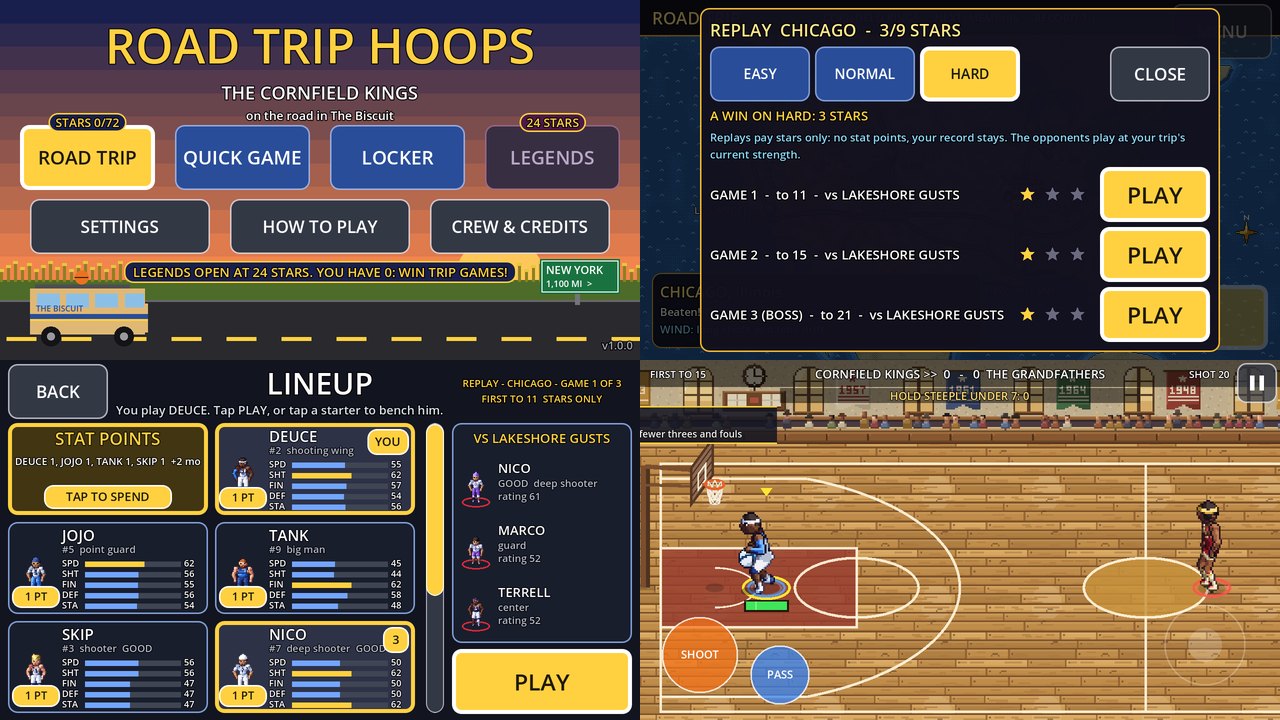 ROAD TRIP HOOPS
THE CORNFIELD KINGS
on the road in The Biscuit
STARS 0/72
24 STARS
ROAD TRIP
QUICK GAME
LOCKER
LEGENDS
SETTINGS
HOW TO PLAY
CREW & CREDITS
LEGENDS OPEN AT 24 STARS. YOU HAVE 0: WIN TRIP GAMES!
NEW YORK
1,100 MI >
THE BISCUIT
v1.0.0
ROAD
MENU
REPLAY CHICAGO - 3/9 STARS
EASY
NORMAL
HARD
CLOSE
A WIN ON HARD: 3 STARS
Replays pay stars only: no stat points, your record stays. The opponents play at your trip's
current strength.
GAME 1 - to 11 - vs LAKESHORE GUSTS
PLAY
GAME 2 - to 15 - vs LAKESHORE GUSTS
PLAY
GAME 3 (BOSS) - to 21 - vs LAKESHORE GUSTS
PLAY
N
CHICA
Beaten!
WIND:
BACK
LINEUP
You play DEUCE. Tap PLAY, or tap a starter to bench him.
REPLAY - CHICAGO - GAME 1 OF 3
FIRST TO 11 STARS ONLY
STAT POINTS
DEUCE 1, JOJO 1, TANK 1, SKIP 1 +2 mo
TAP TO SPEND
DEUCE
#2 shooting wing
YOU
1 PT
SPD 55
SHT 62
FIN 57
DEF 54
STA 56
JOJO
#5 point guard
1 PT
SPD 62
SHT 55
FIN 55
DEF 56
STA 54
TANK
#9 big man
1 PT
SPD 45
SHT 44
FIN 62
DEF 58
STA 48
SKIP
#3 shooter GOOD
1 PT
SPD 56
SHT 56
FIN 47
DEF 47
STA 47
NICO
#7 deep shooter GOOD
3
1 PT
SPD 50
SHT 62
FIN 50
DEF 50
STA 62
VS LAKESHORE GUSTS
NICO
GOOD deep shooter
rating 61
MARCO
guard
rating 52
TERRELL
center
rating 52
PLAY
FIRST TO 15
CORNFIELD KINGS >> 0 - 0 THE GRANDFATHERS
SHOT 20
HOLD STEEPLE UNDER 7: 0
1957
1951
1964
1948
fewer threes and fouls
SHOOT
PASS